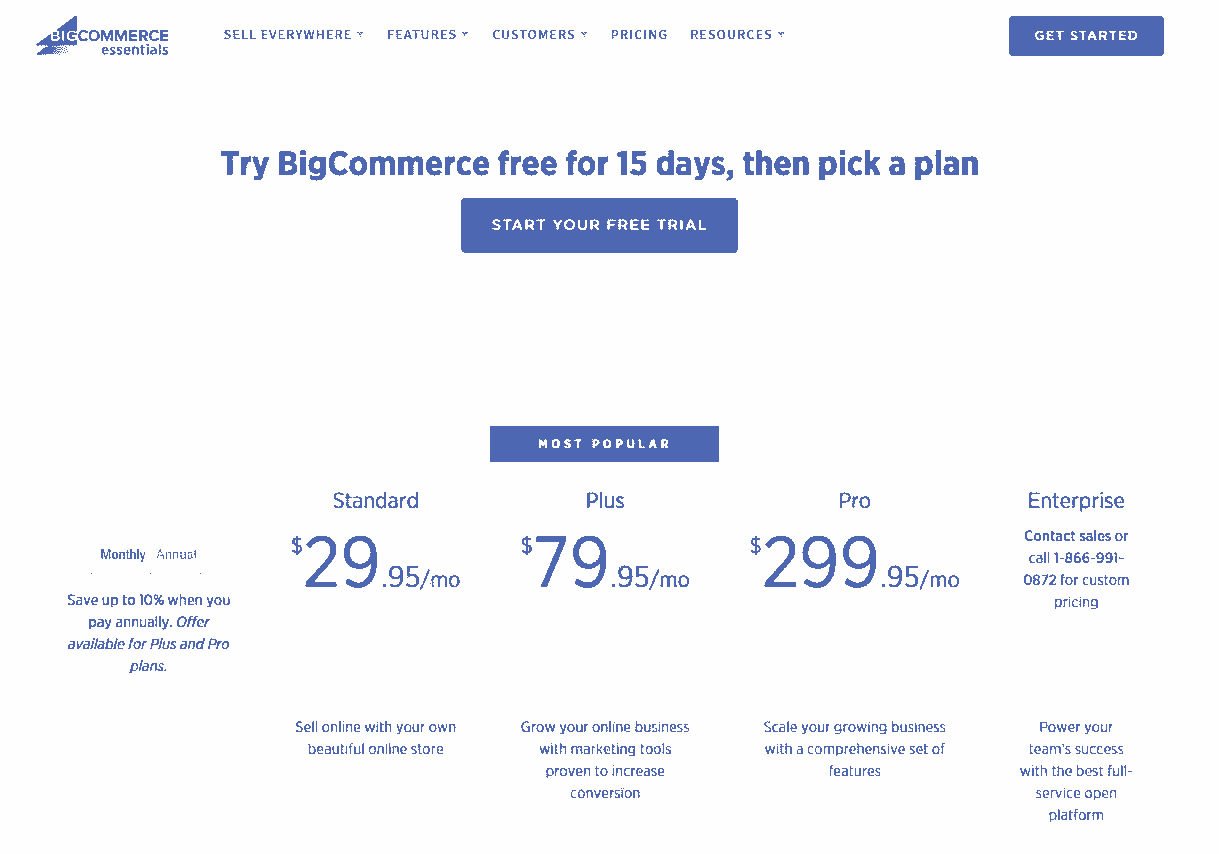 BIGCOMMERCE
essentials
SELL EVERYWHERE FEATURES CUSTOMERS PRICING RESOURCES
GET STARTED
Try BigCommerce free for 15 days, then pick a plan
START YOUR FREE TRIAL
MOST POPULAR
Monthly Annual
Save up to 10% when you
pay annually. Offer
available for Plus and Pro
plans.
Standard
$29.95/mo
Sell online with your own
beautiful online store
Plus
$79.95/mo
Grow your online business
with marketing tools
proven to increase
conversion
Pro
$299.95/mo
Scale your growing business
with a comprehensive set of
features
Enterprise
Contact sales or
call 1-866-991-
0872 for custom
pricing
Power your
team's success
with the best full-
service open
platform